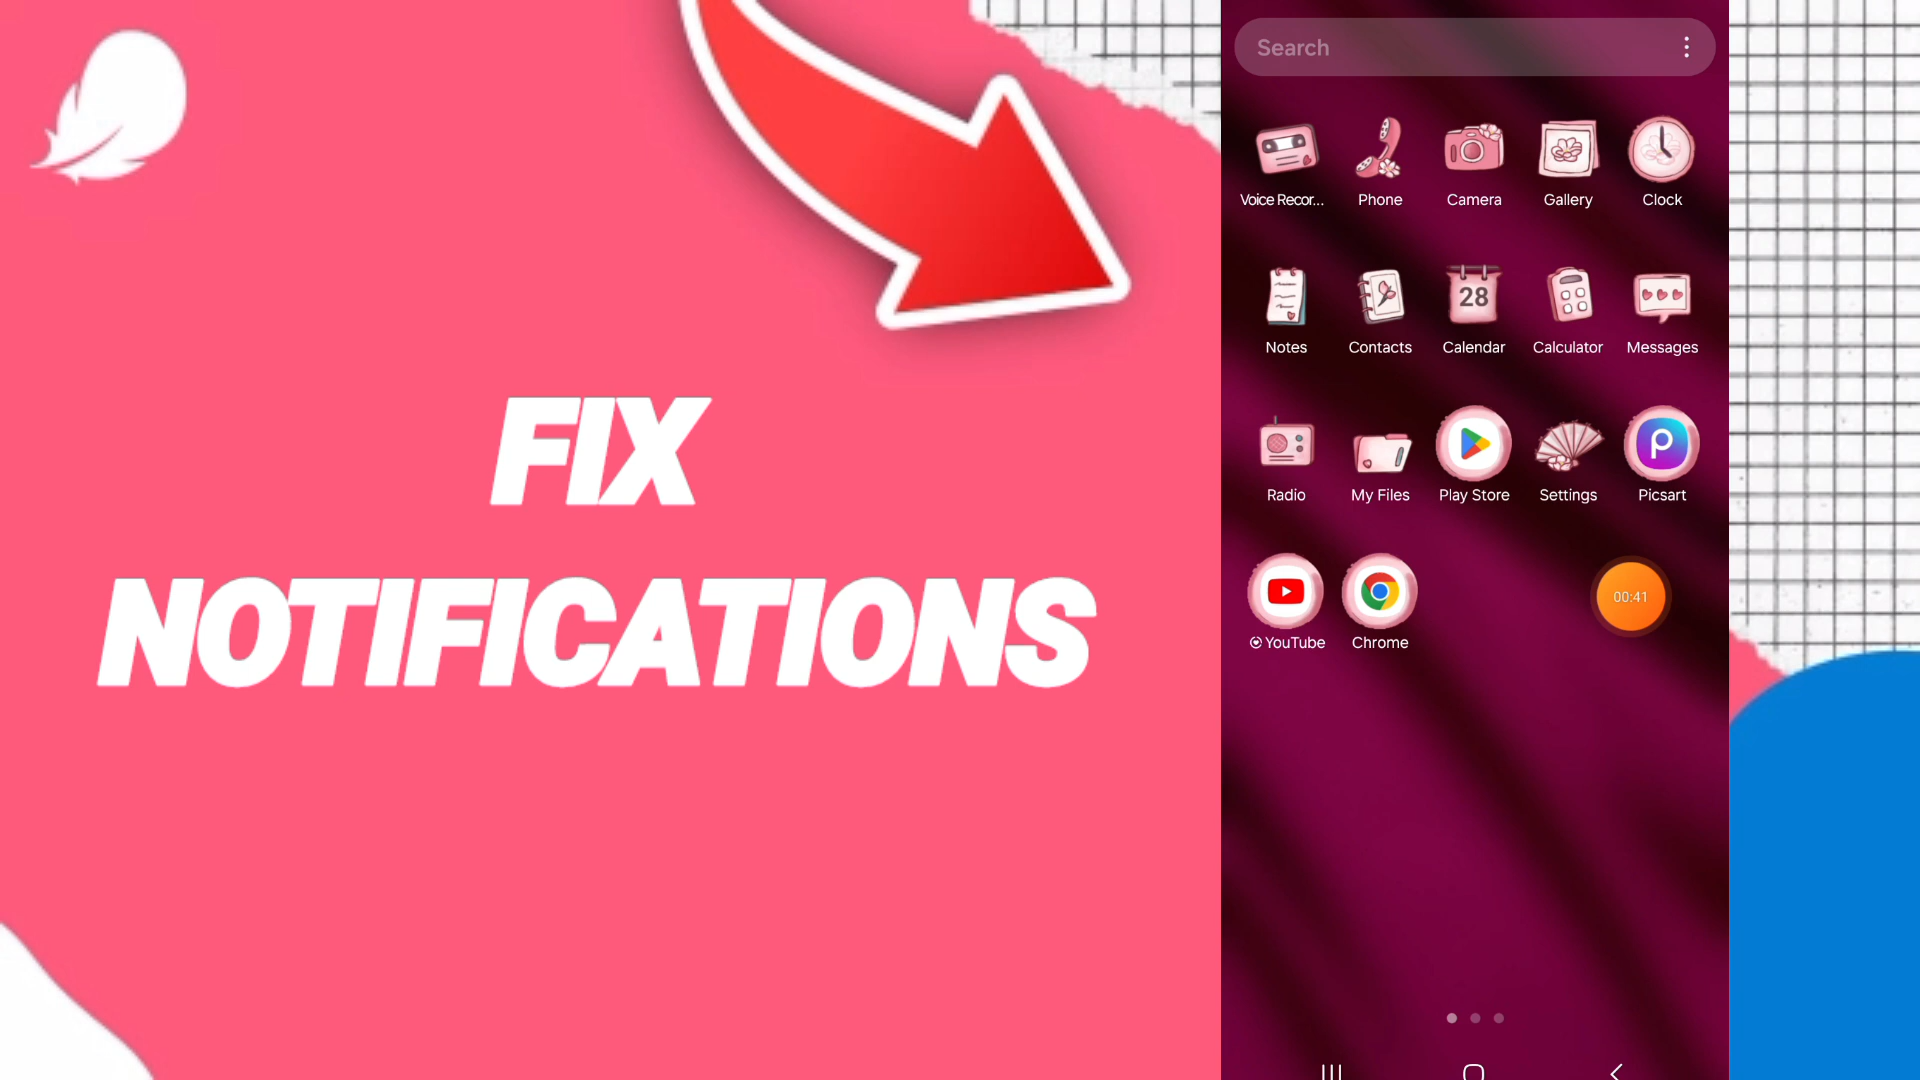 FIX
NOTIFICATIONS
Search
Voice Recor... Phone Camera Gallery Clock
28
Notes Contacts Calendar Calculator Messages
Radio My Files Play Store Settings Picsart
00:41
YouTube Chrome